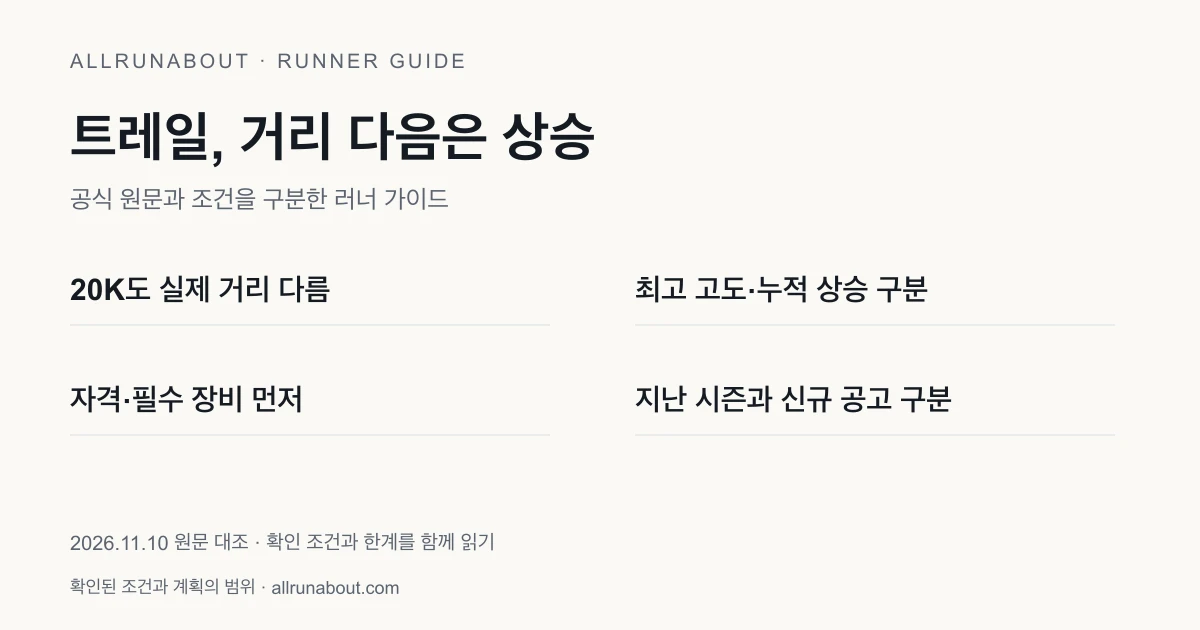 ALLRUNABOUT · RUNNER GUIDE
트레일, 거리 다음은 상승
공식 원문과 조건을 구분한 러너 가이드
20K도 실제 거리 다름
최고 고도·누적 상승 구분
자격·필수 장비 먼저
지난 시즌과 신규 공고 구분
2026.11.10 원문 대조 · 확인 조건과 한계를 함께 읽기
확인된 조건과 계획의 범위 · allrunabout.com